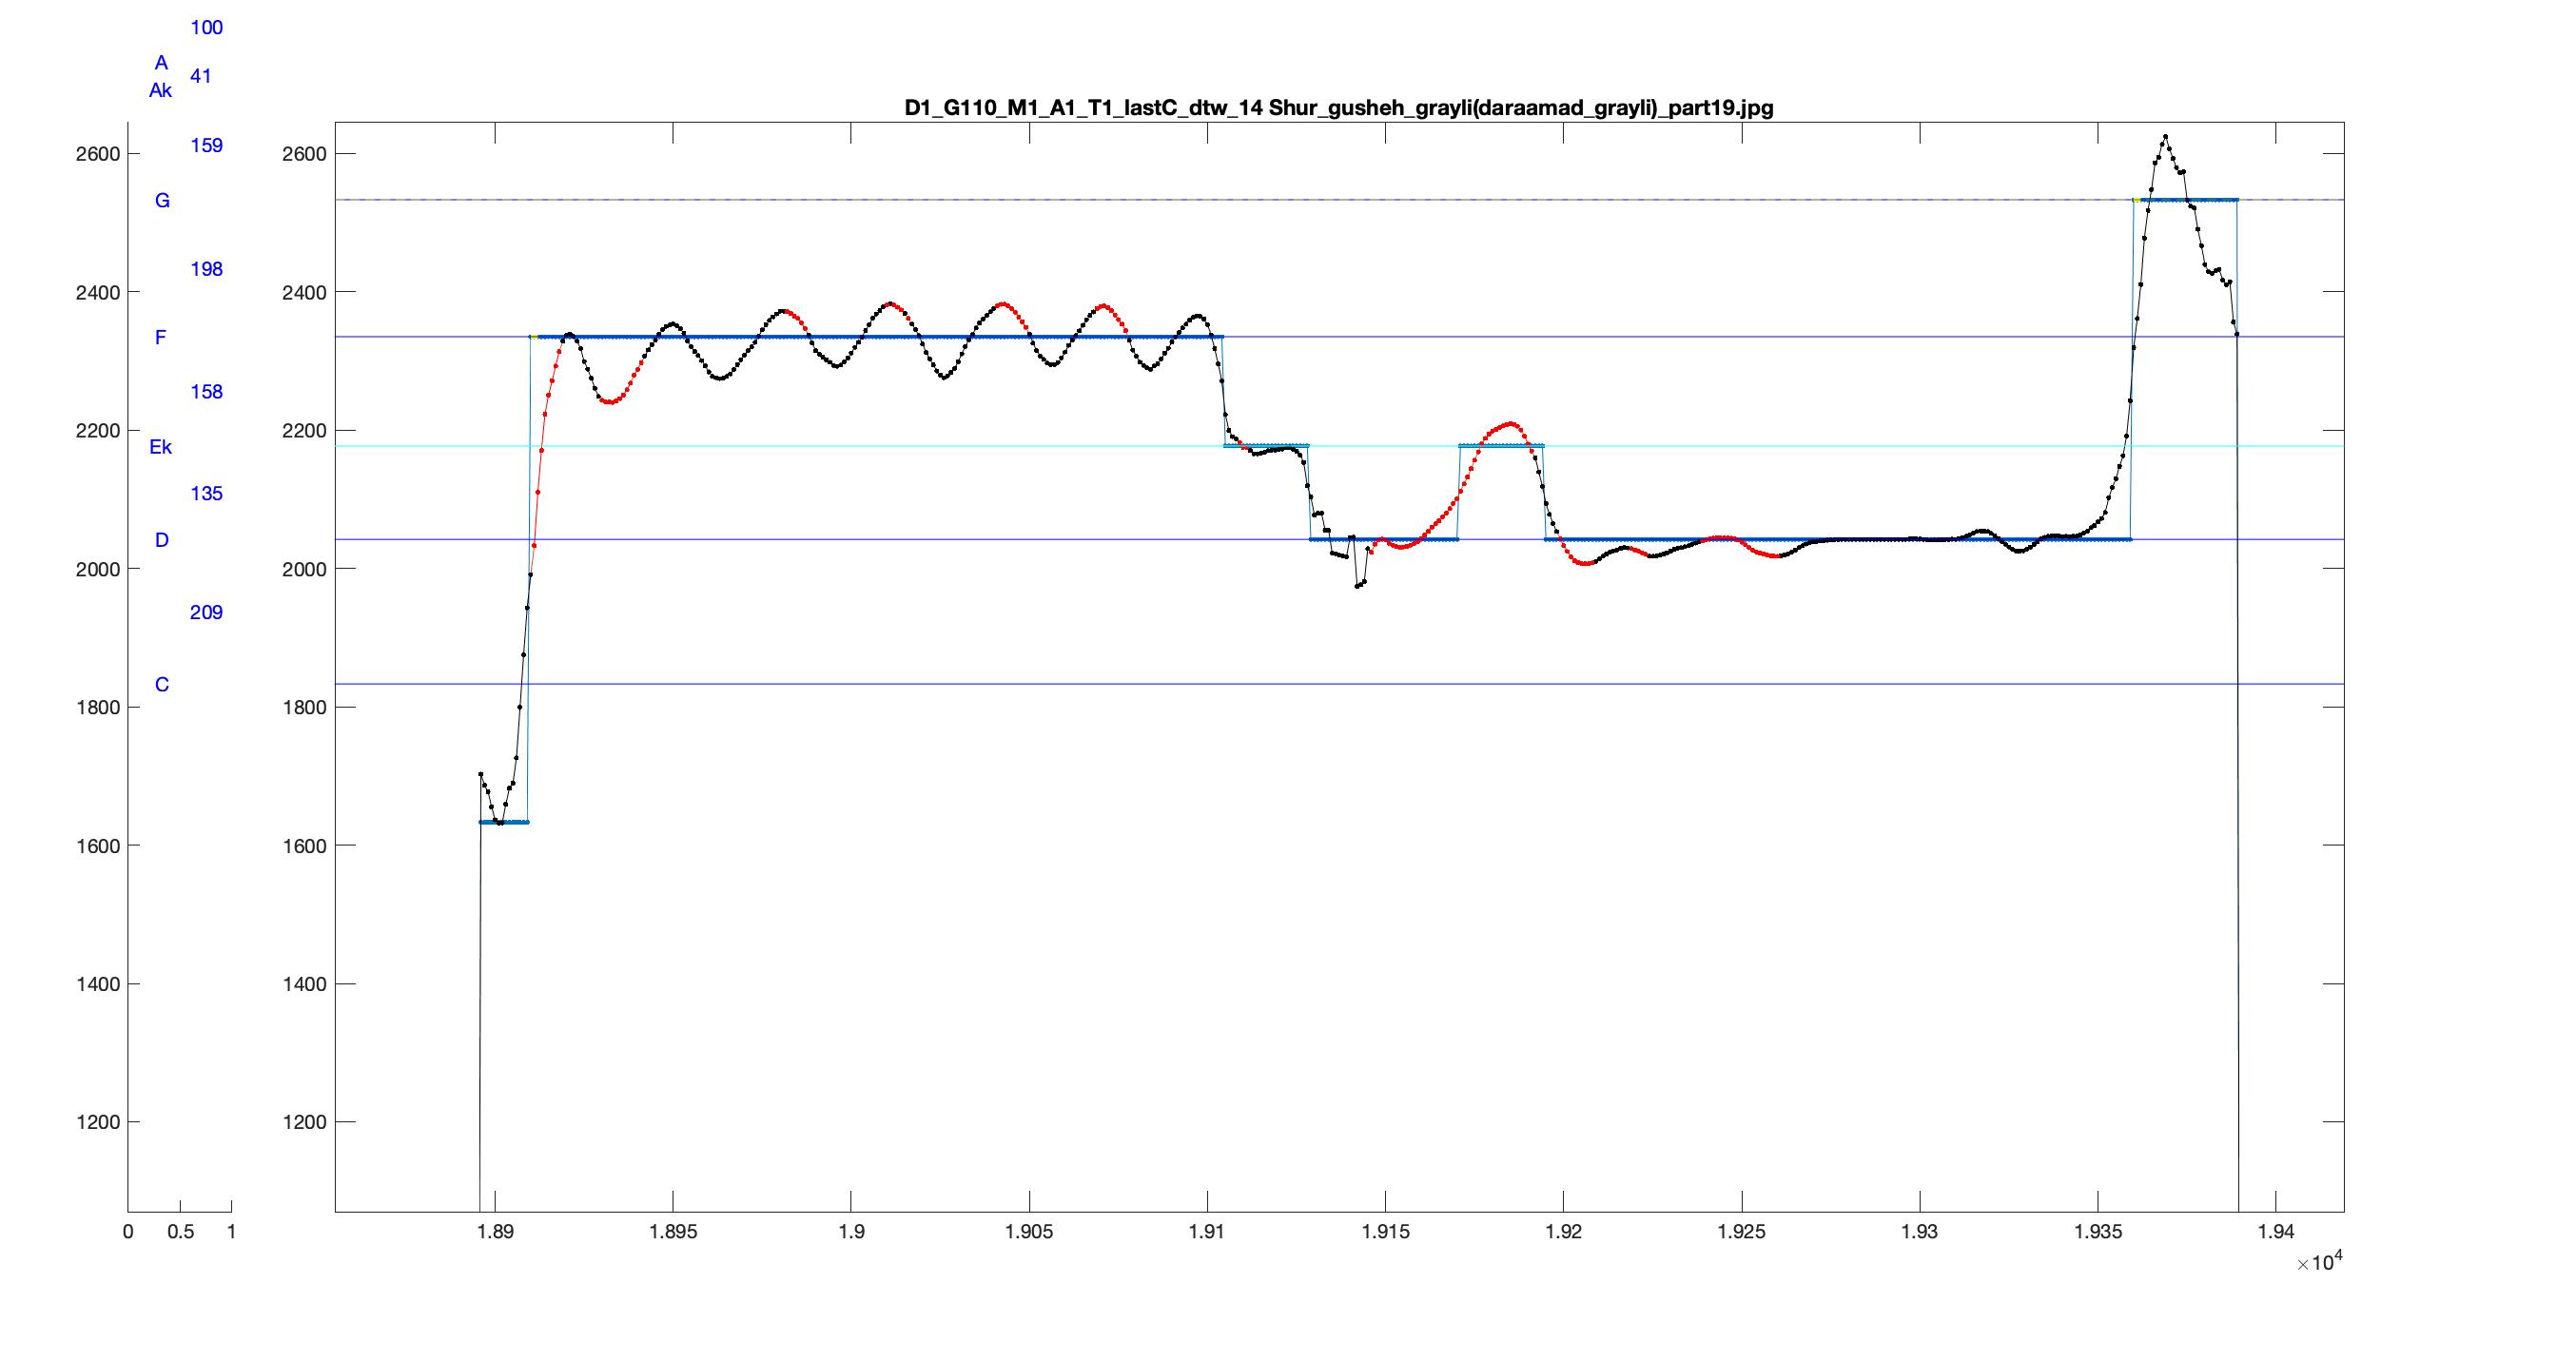 100
A
41
Ak
D1_G110_M1_A1_T1_lastC_dtw_14 Shur_gusheh_grayli(daraamad_grayli)_part19.jpg
2600 159 2600
G
198
2400 2400
F
158
2200 2200
Ek
135
D
2000 2000
209
C
1800 1800
1600 1600
1400 1400
1200 1200
0 0.5 1 1.89 1.895 1.9 1.905 1.91 1.915 1.92 1.925 1.93 1.935 1.94
×10^4